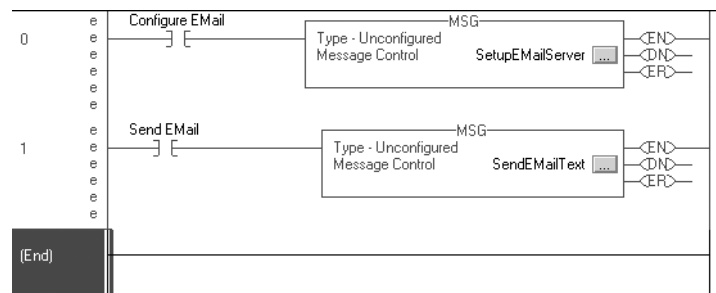 e
Configure EMail
MSG
0
e
Type - Unconfigured
EN
e
Message Control SetupEMailServer ...
DN
e
ER
e
e
e
Send EMail
MSG
1
e
Type - Unconfigured
EN
e
Message Control SendEMailText ...
DN
e
ER
e
e
(End)